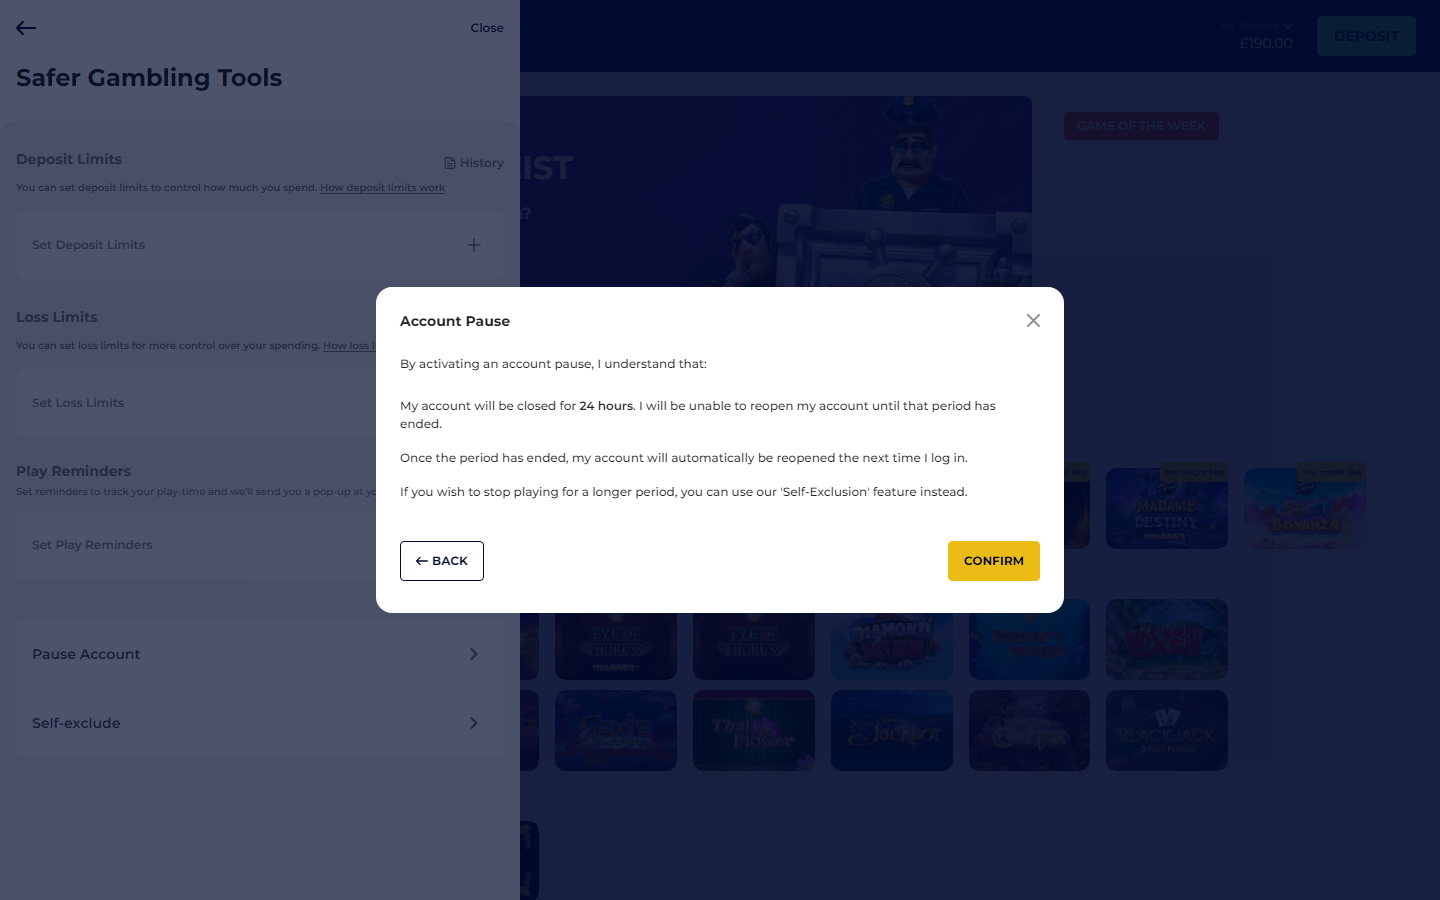 Close
My Balance
£190.00
DEPOSIT
Safer Gambling Tools
GAME OF THE WEEK
Deposit Limits
History
You can set deposit limits to control how much you spend. How deposit limits work
Set Deposit Limits
Loss Limits
You can set loss limits for more control over your spending. How loss
Set Loss Limits
Play Reminders
Set reminders to track your play-time and we'll send you a pop-up at
Set Play Reminders
Pause Account
Self-exclude
Account Pause
By activating an account pause, I understand that:
My account will be closed for 24 hours. I will be unable to reopen my account until that period has
ended.
Once the period has ended, my account will automatically be reopened the next time I log in.
If you wish to stop playing for a longer period, you can use our 'Self-Exclusion' feature instead.
BACK
CONFIRM
You might like
You might like
MADAME
DESTINY
MEGAWAYS
SWEET
BONANZA
EYE OF
HORUS
MEGAWAYS
EYE OF
HORUS
DIAMOND
MINE
Thai
Flower
Jackpot
BLACKJACK